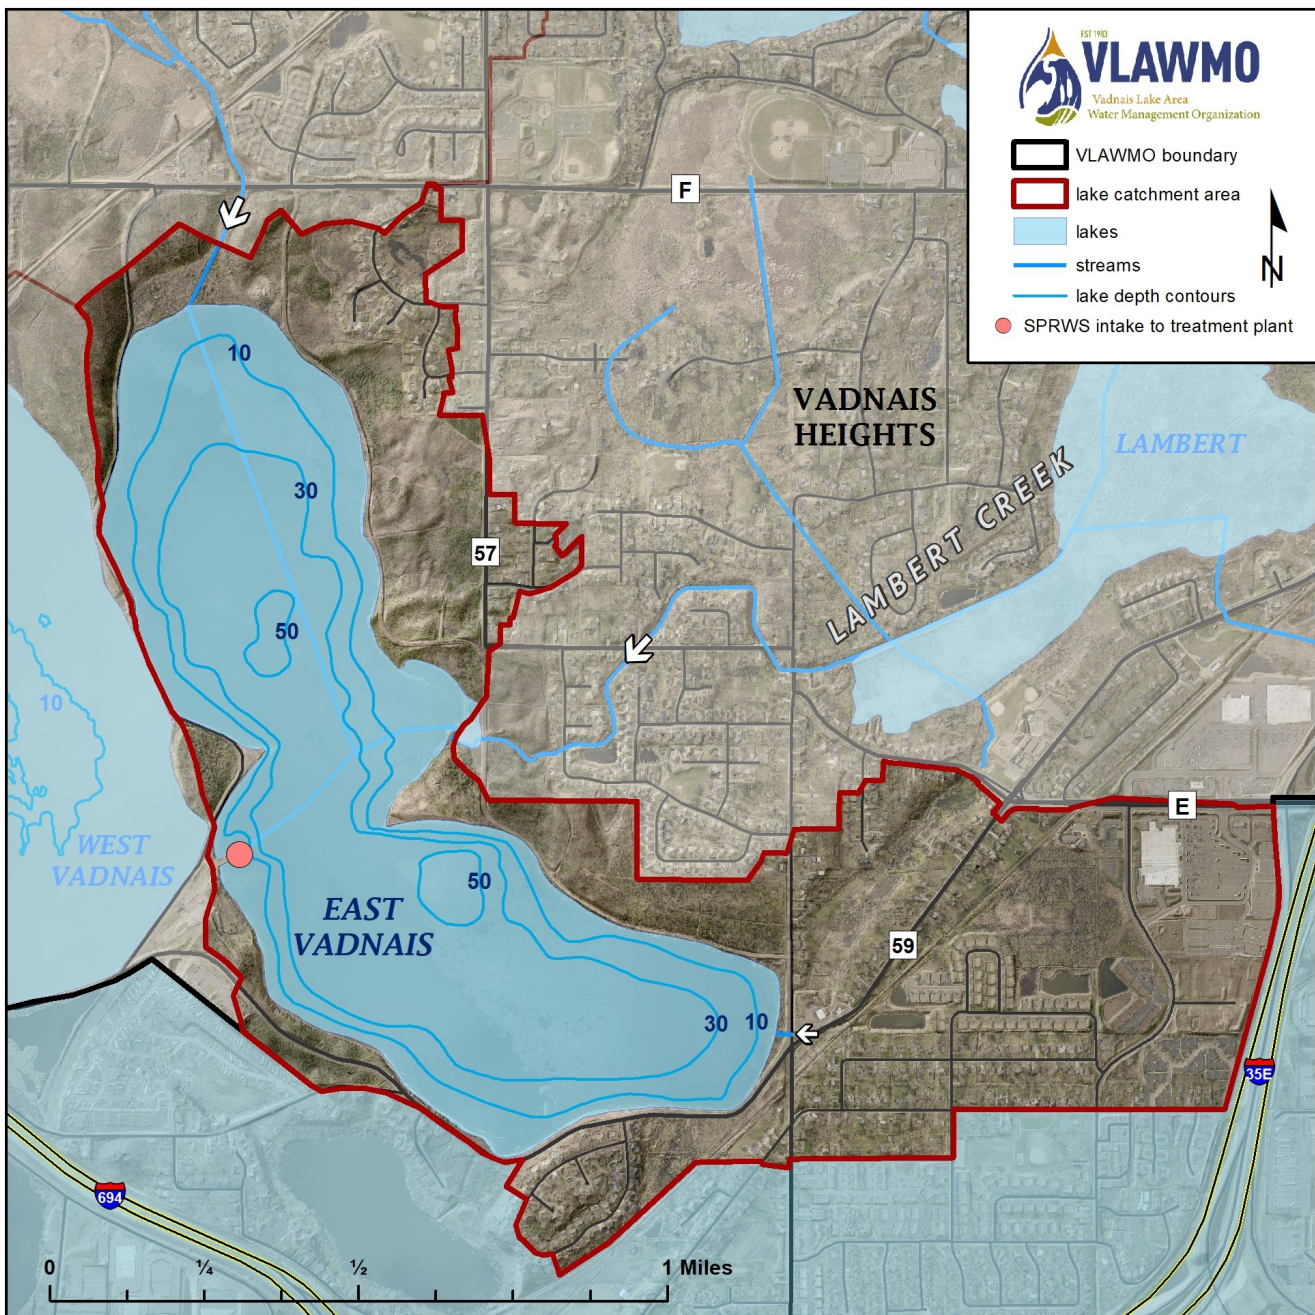 EST 1983
VLAWMO
Vadnais Lake Area
Water Management Organization
VLAWMO boundary
lake catchment area
lakes
streams
lake depth contours
SPRWS intake to treatment plant
N
F
10
VADNAIS
HEIGHTS
LAMBERT
LAMBERT CREEK
30
57
50
10
WEST
VADNAIS
E
50
EAST
VADNAIS
59
30
10
35E
694
0
¼
½
1 Miles